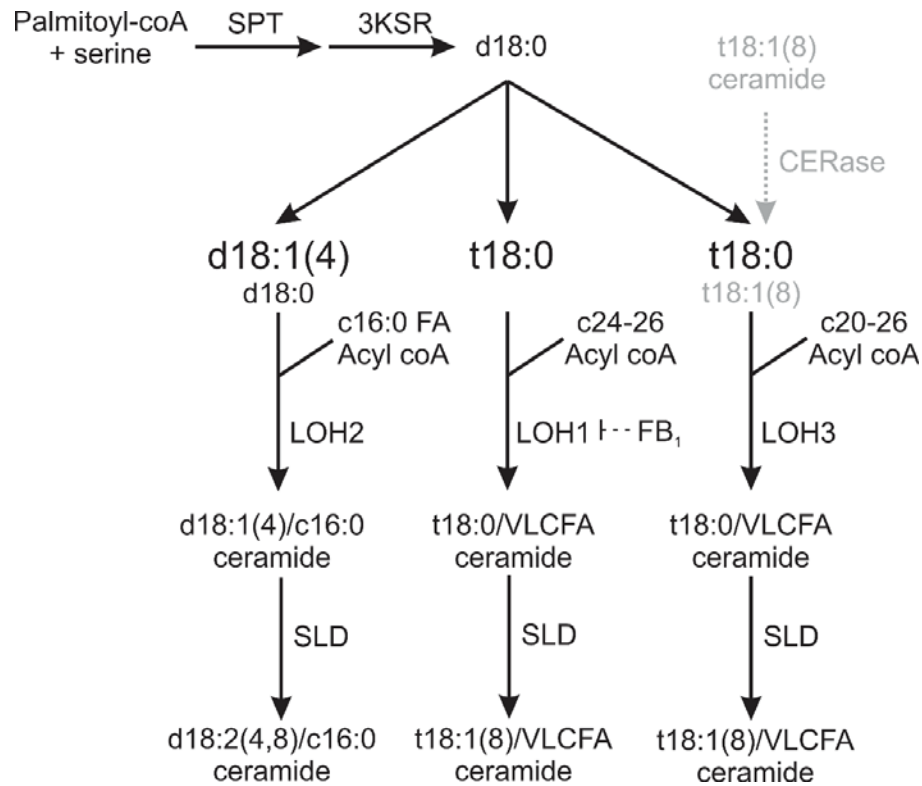 Palmitoyl-coA
+ serine
SPT
3KSR
d18:0
t18:1(8)
ceramide
CERase
d18:1(4)
d18:0
t18:0
t18:0
t18:1(8)
c16:0 FA
Acyl coA
c24-26
Acyl coA
c20-26
Acyl coA
LOH2
LOH1
FB₁
LOH3
d18:1(4)/c16:0
ceramide
t18:0/VLCFA
ceramide
t18:0/VLCFA
ceramide
SLD
SLD
SLD
d18:2(4,8)/c16:0
ceramide
t18:1(8)/VLCFA
ceramide
t18:1(8)/VLCFA
ceramide